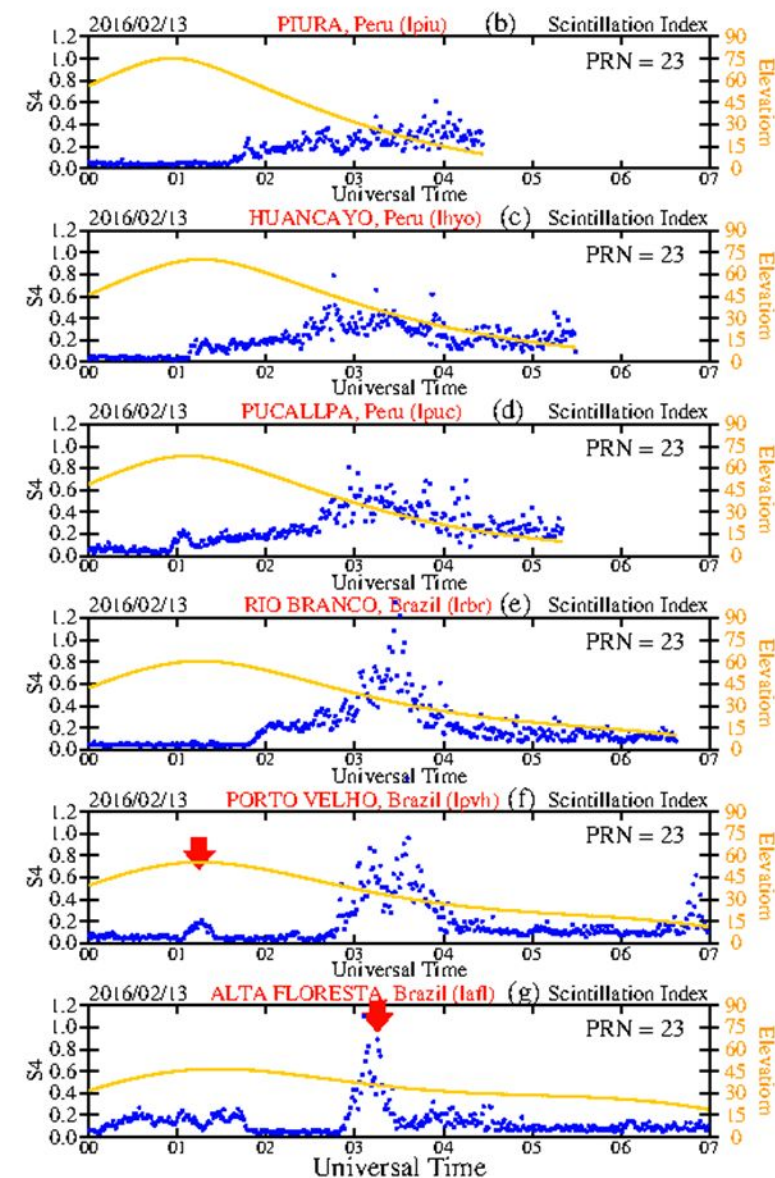 2016/02/13 PIURA, Peru (lpiu) (b) Scintillation Index
1.2 90
1.0 PRN = 23 75
0.8 60
S4 0.6 45 Elevatiom
0.4 30
0.2 15
0.0 0
00 01 02 03 04 05 06 07
Universal Time
2016/02/13 HUANCAYO, Peru (lhyo) (c) Scintillation Index
1.2 90
1.0 PRN = 23 75
0.8 60
S4 0.6 45 Elevatiom
0.4 30
0.2 15
0.0 0
00 01 02 03 04 05 06 07
Universal Time
2016/02/13 PUCALLPA, Peru (lpuc) (d) Scintillation Index
1.2 90
1.0 PRN = 23 75
0.8 60
S4 0.6 45 Elevatiom
0.4 30
0.2 15
0.0 0
00 01 02 03 04 05 06 07
Universal Time
2016/02/13 RIO BRANCO, Brazil (lrbr) (e) Scintillation Index
1.2 90
1.0 PRN = 23 75
0.8 60
S4 0.6 45 Elevatiom
0.4 30
0.2 15
0.0 0
00 01 02 03 04 05 06 07
Universal Time
2016/02/13 PORTO VELHO, Brazil (lpvh) (f) Scintillation Index
1.2 90
1.0 PRN = 23 75
0.8 60
S4 0.6 45 Elevatiom
0.4 30
0.2 15
0.0 0
00 01 02 03 04 05 06 07
Universal Time
2016/02/13 ALTA FLORESTA, Brazil (lafl) (g) Scintillation Index
1.2 90
1.0 PRN = 23 75
0.8 60
S4 0.6 45 Elevatiom
0.4 30
0.2 15
0.0 0
00 01 02 03 04 05 06 07
Universal Time